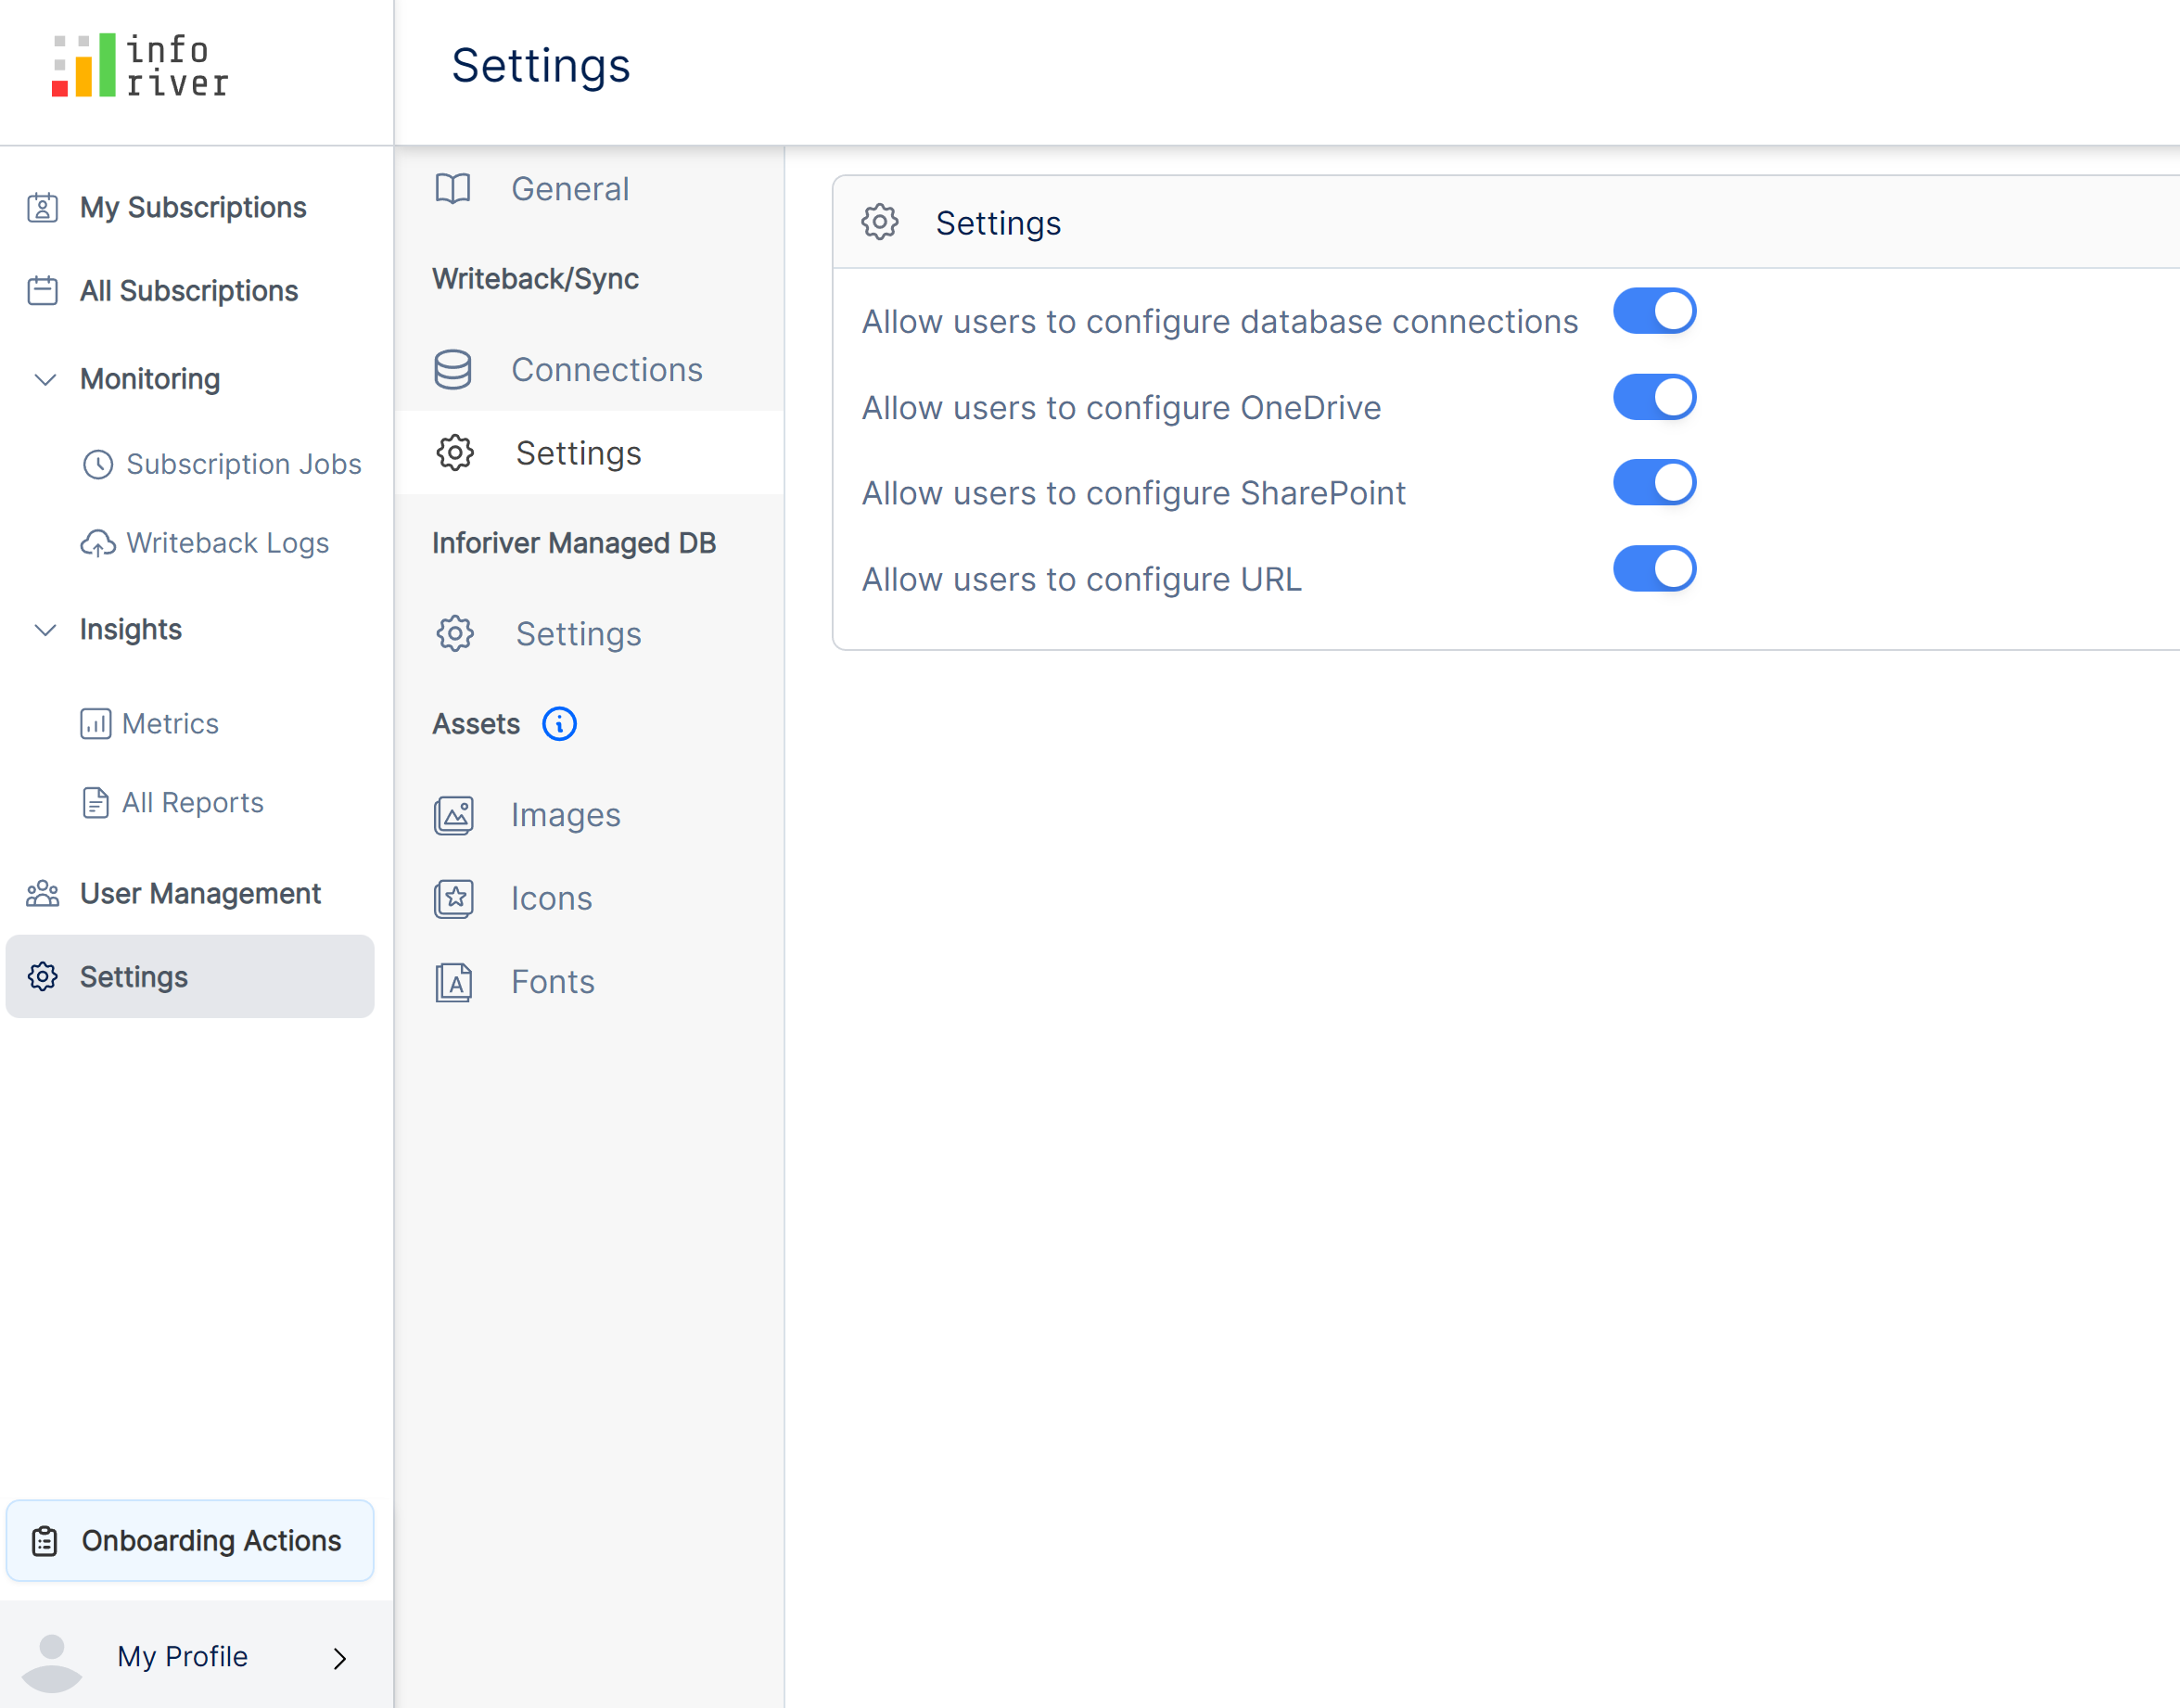 info
river
My Subscriptions
All Subscriptions
Monitoring
Subscription Jobs
Writeback Logs
Insights
Metrics
All Reports
User Management
Settings
Onboarding Actions
My Profile
Settings
General
Writeback/Sync
Connections
Settings
Inforiver Managed DB
Settings
Assets
Images
Icons
Fonts
Settings
Allow users to configure database connections
Allow users to configure OneDrive
Allow users to configure SharePoint
Allow users to configure URL